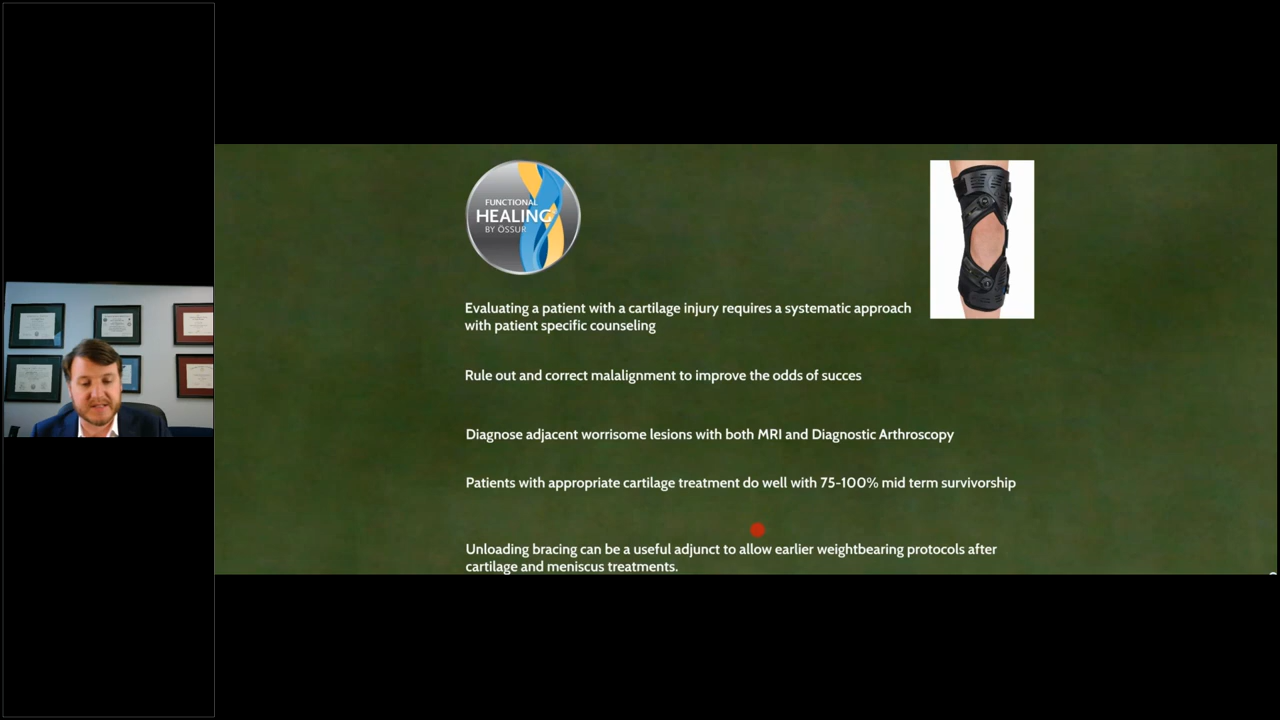 FUNCTIONAL
HEALING
BY ÖSSUR
Evaluating a patient with a cartilage injury requires a systematic approach
with patient specific counseling
Rule out and correct malalignment to improve the odds of succes
Diagnose adjacent worrisome lesions with both MRI and Diagnostic Arthroscopy
Patients with appropriate cartilage treatment do well with 75-100% mid term survivorship
Unloading bracing can be a useful adjunct to allow earlier weightbearing protocols after
cartilage and meniscus treatments.